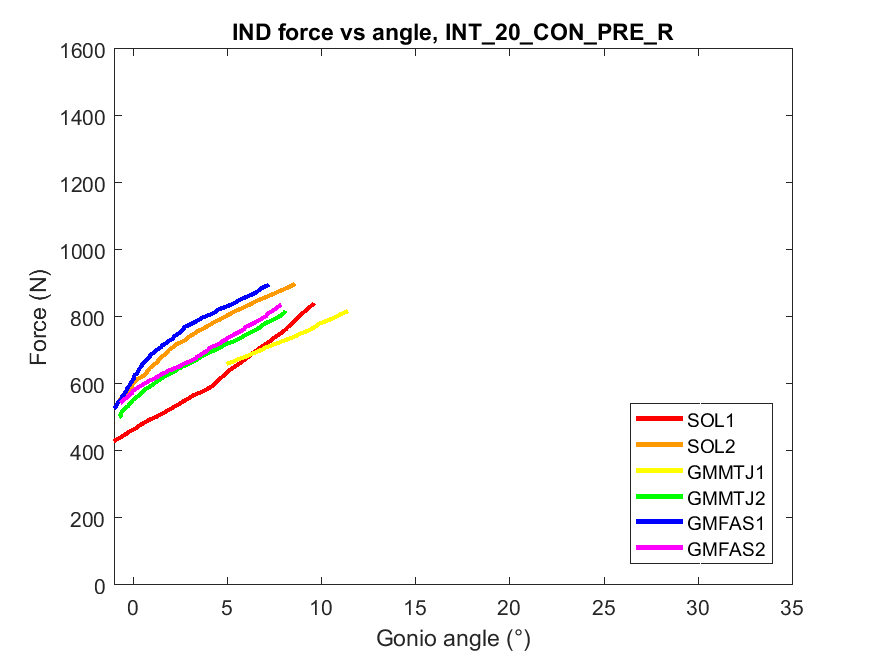 IND force vs angle, INT_20_CON_PRE_R
1600
1400
1200
1000
800
600
400
200
0
Force (N)
0 5 10 15 20 25 30 35
Gonio angle (°)
SOL1
SOL2
GMMTJ1
GMMTJ2
GMFAS1
GMFAS2